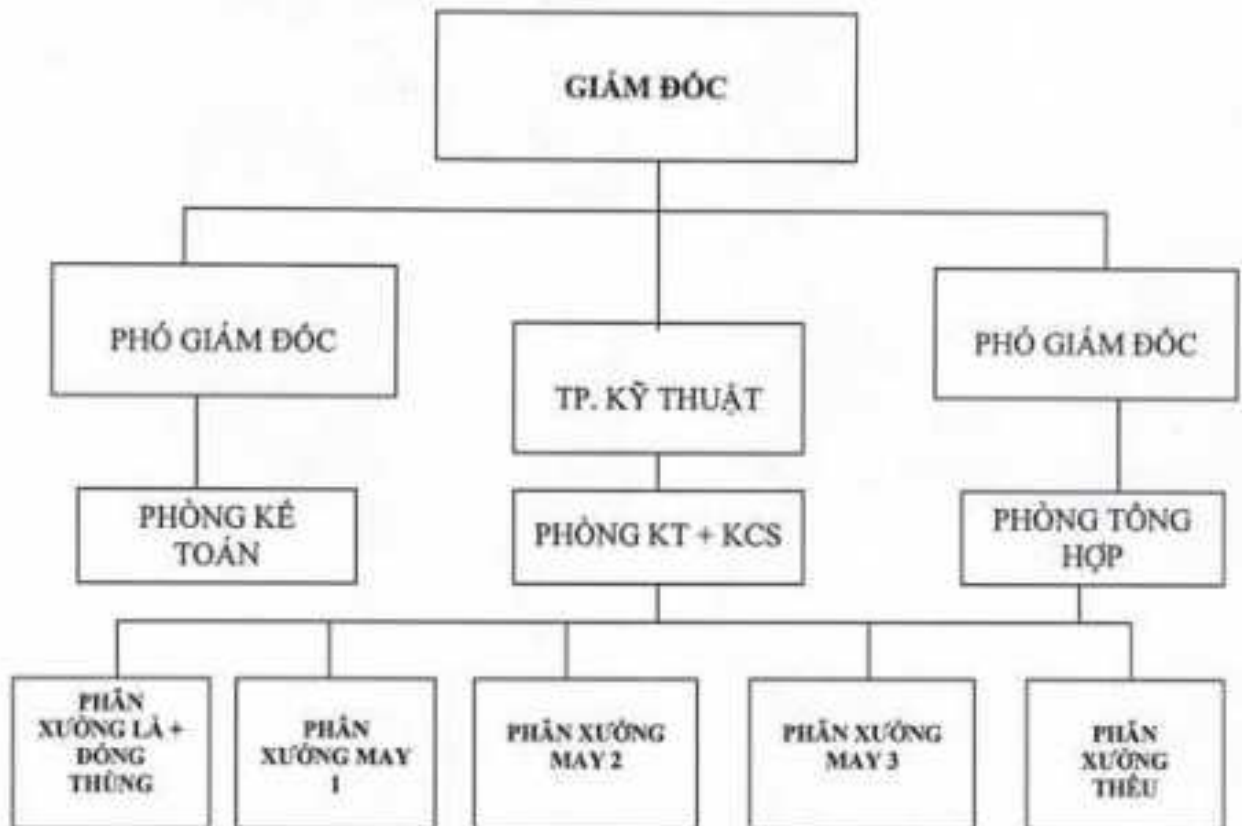 GIÁM ĐỐC
PHÓ GIÁM ĐỐC
PHÓ GIÁM ĐỐC
TP. KỸ THUẬT
PHÒNG KẾ
TOÁN
PHÒNG KT + KCS
PHÒNG TỔNG
HỢP
PHÂN
XƯỞNG LÀ +
ĐÓNG
THÙNG
PHÂN
XƯỞNG MAY
1
PHÂN XƯỞNG
MAY 2
PHÂN XƯỞNG
MAY 3
PHÂN
XƯỞNG
THÊU